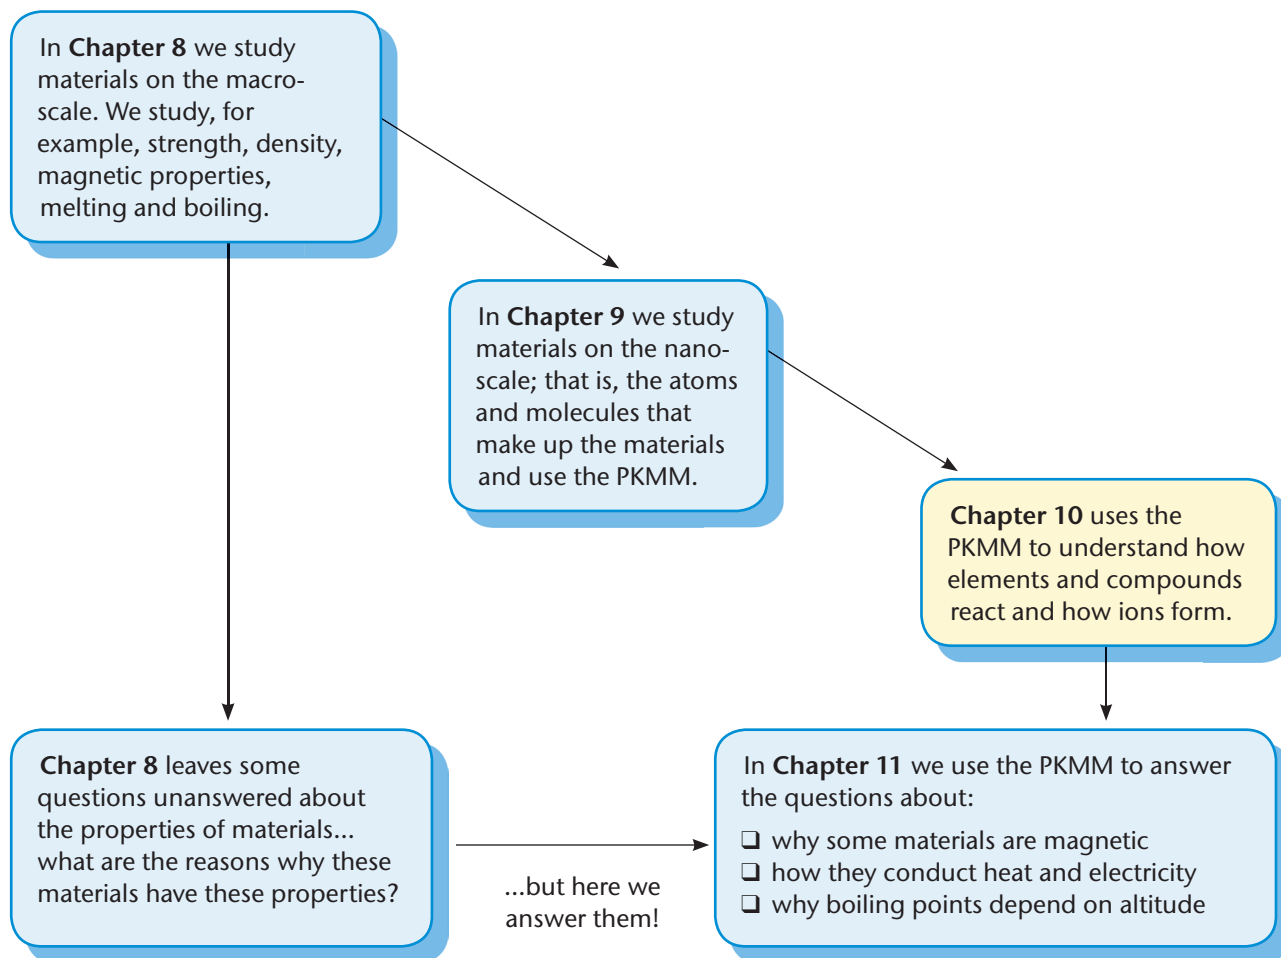 In Chapter 8 we study
materials on the macro-
scale. We study, for
example, strength, density,
magnetic properties,
melting and boiling.
In Chapter 9 we study
materials on the nano-
scale; that is, the atoms
and molecules that
make up the materials
and use the PKMM.
Chapter 10 uses the
PKMM to understand how
elements and compounds
react and how ions form.
Chapter 8 leaves some
questions unanswered about
the properties of materials...
what are the reasons why these
materials have these properties?
...but here we
answer them!
In Chapter 11 we use the PKMM to answer
the questions about:
❑ why some materials are magnetic
❑ how they conduct heat and electricity
❑ why boiling points depend on altitude